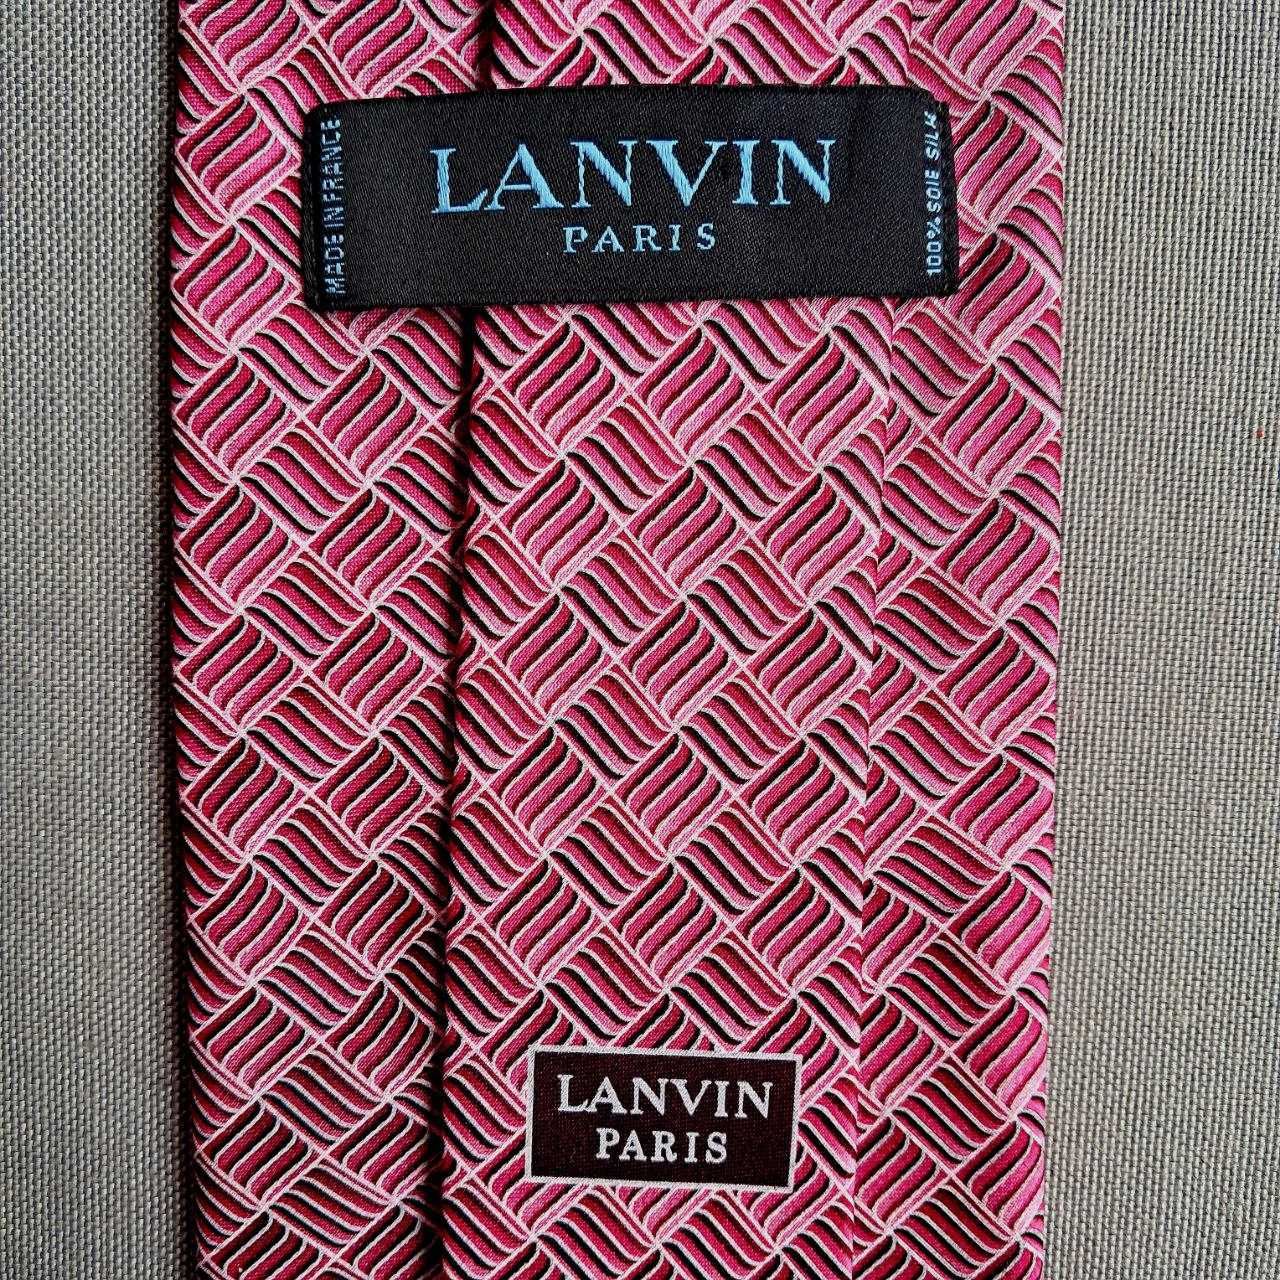 MADE IN FRANCE
LANVIN
PARIS
100% SOIE SILK
LANVIN
PARIS